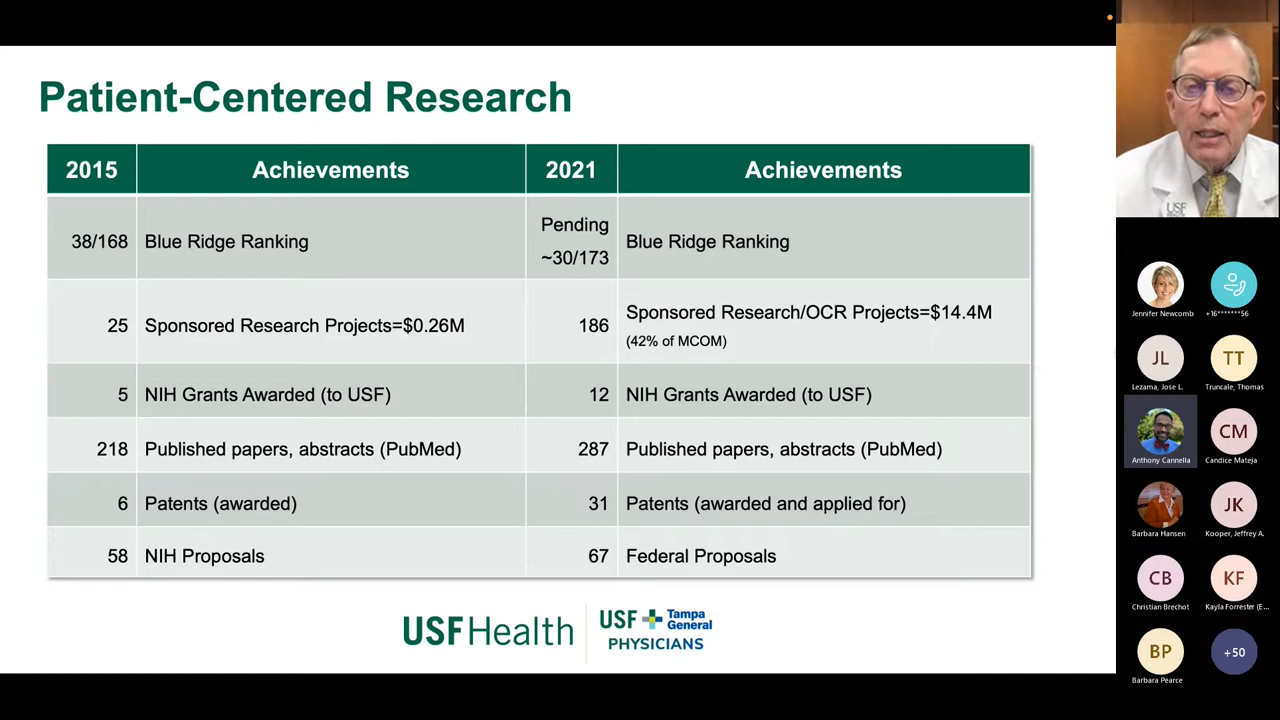 Patient-Centered Research
2015 Achievements 2021 Achievements
38/168 Blue Ridge Ranking Pending ~30/173 Blue Ridge Ranking
25 Sponsored Research Projects=$0.26M 186 Sponsored Research/OCR Projects=$14.4M
(42% of MCOM)
5 NIH Grants Awarded (to USF) 12 NIH Grants Awarded (to USF)
218 Published papers, abstracts (PubMed) 287 Published papers, abstracts (PubMed)
6 Patents (awarded) 31 Patents (awarded and applied for)
58 NIH Proposals 67 Federal Proposals
USF Health
USF Tampa General
PHYSICIANS
USF
Jennifer Newcomb +16*******56
JL TT
Lezama, Jose L. Truncale, Thomas
CM
Anthony Cannella Candice Mateja
JK
Barbara Hansen Kooper, Jeffrey A.
CB KF
Christian Brechot Kayla Forrester (E...
BP +50
Barbara Pearce